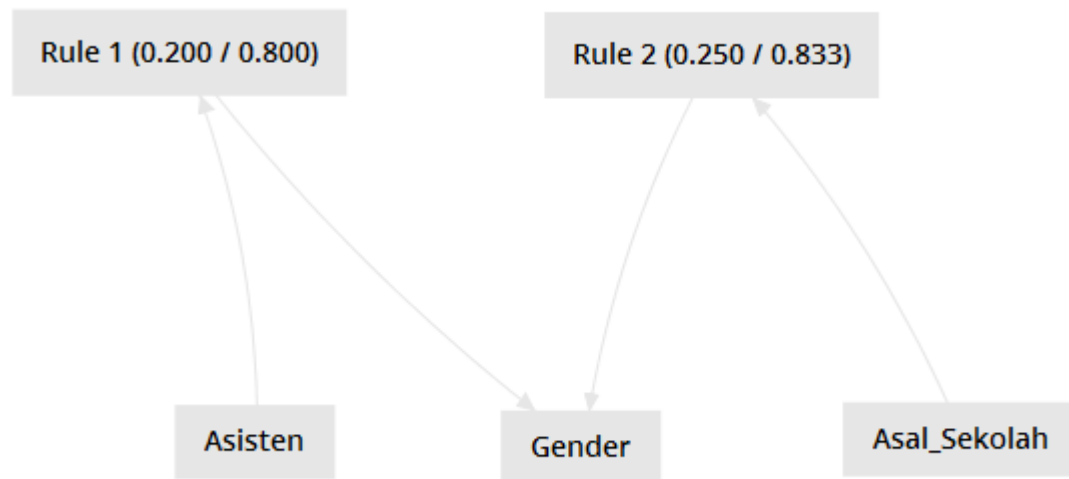 Rule 1 (0.200 / 0.800)
Rule 2 (0.250 / 0.833)
Asisten
Gender
Asal_Sekolah